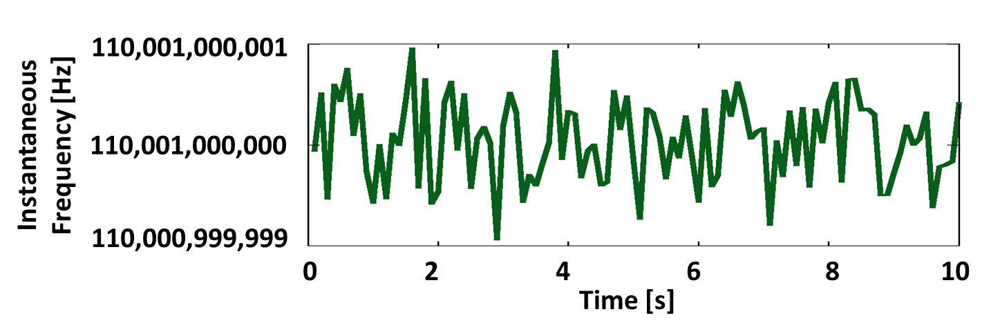 Instantaneous
Frequency [Hz]
110,001,000,001
110,001,000,000
110,000,999,999
0 2 4 6 8 10
Time [s]